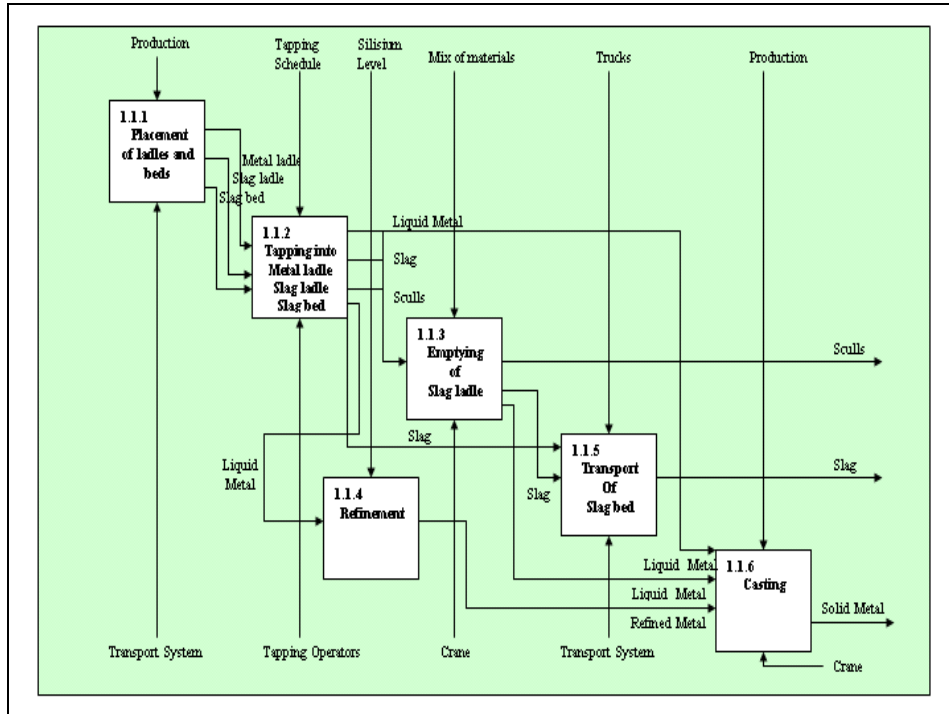 Production
Tapping
Schedule
Silisium
Level
Mix of materials
Trucks
Production
1.1.1
Placement
of ladles and
beds
Metal ladle
Slag ladle
Slag bed
1.1.2
Tapping into
Metal ladle
Slag ladle
Slag bed
Liquid Metal
Slag
Sculls
1.1.3
Emptying
of
Slag ladle
Sculls
Slag
Liquid
Metal
1.1.4
Refinement
1.1.5
Transport
Of
Slag bed
Slag
Slag
Liquid Metal
Liquid Metal
Refined Metal
1.1.6
Casting
Solid Metal
Transport System
Tapping Operators
Crane
Transport System
Crane